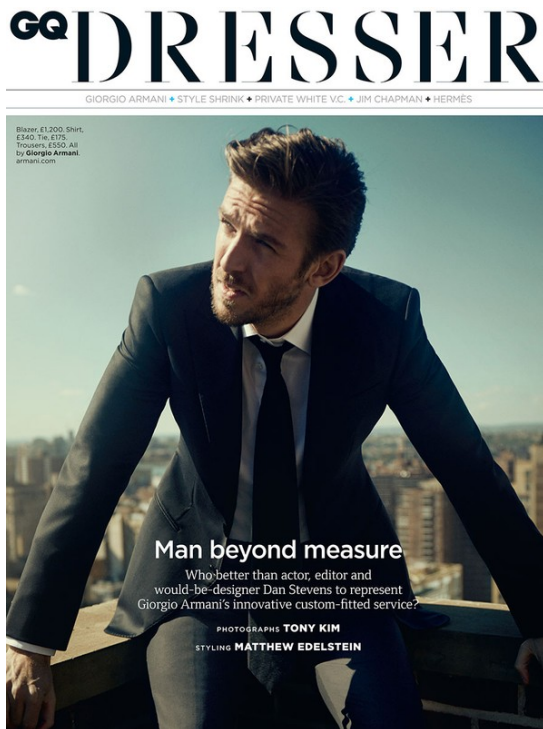 GQ DRESSER
GIORGIO ARMANI + STYLE SHRINK + PRIVATE WHITE V.C. + JIM CHAPMAN + HERMÈS
Blazer, £1,200. Shirt,
£340. Tie, £175.
Trousers, £550. All
by Giorgio Armani.
armani.com
Man beyond measure
Who better than actor, editor and
would-be-designer Dan Stevens to represent
Giorgio Armani's innovative custom-fitted service?
PHOTOGRAPHS TONY KIM
STYLING MATTHEW EDELSTEIN